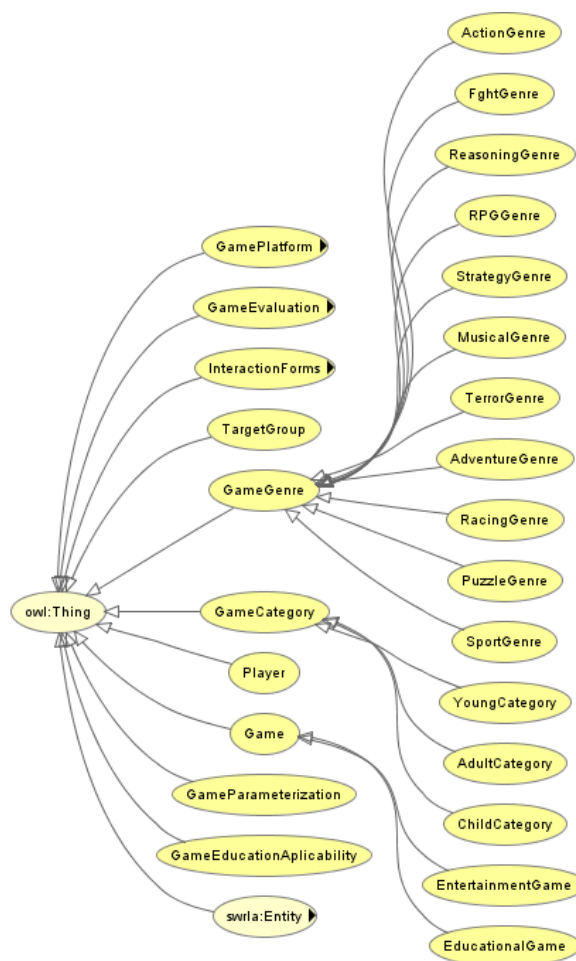 ActionGenre
FghtGenre
ReasoningGenre
RPGGenre
GamePlatform
StrategyGenre
GameEvaluation
MusicalGenre
InteractionForms
TerrorGenre
TargetGroup
AdventureGenre
GameGenre
RacingGenre
PuzzleGenre
owl:Thing
GameCategory
SportGenre
Player
YoungCategory
Game
AdultCategory
GameParameterization
ChildCategory
GameEducationAplicability
EntertainmentGame
swrla:Entity
EducationalGame